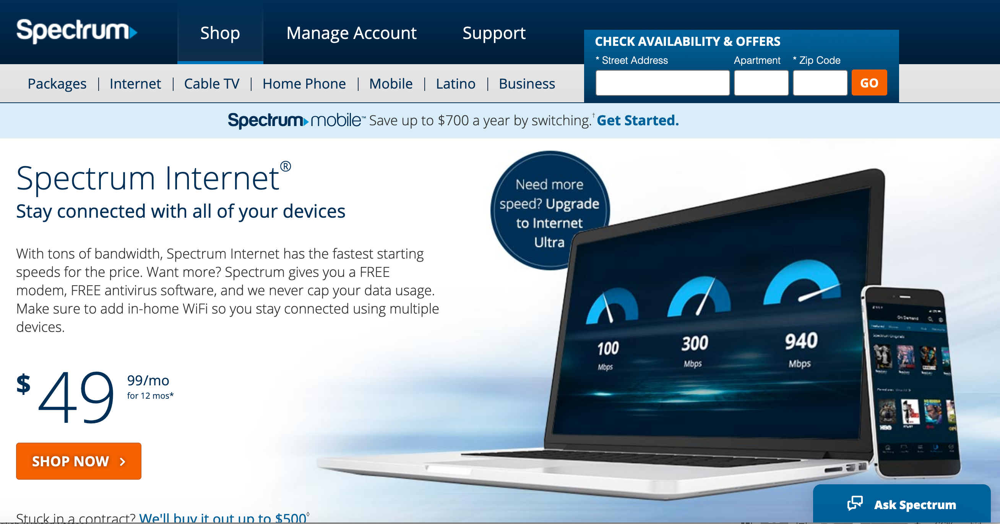 Spectrum
Shop
Manage Account
Support
CHECK AVAILABILITY & OFFERS
* Street Address
Apartment
* Zip Code
GO
Packages | Internet | Cable TV | Home Phone | Mobile | Latino | Business
Spectrum mobile™ Save up to $700 a year by switching.† Get Started.
Spectrum Internet®
Stay connected with all of your devices
With tons of bandwidth, Spectrum Internet has the fastest starting
speeds for the price. Want more? Spectrum gives you a FREE
modem, FREE antivirus software, and we never cap your data usage.
Make sure to add in-home WiFi so you stay connected using multiple
devices.
$49 99/mo
for 12 mos*
SHOP NOW
Stuck in a contract? We'll buy it out up to $500◊
Need more
speed? Upgrade
to Internet
Ultra
100
Mbps
300
Mbps
940
Mbps
On Demand
Featured
Spectrum Originals
HBO
Ask Spectrum